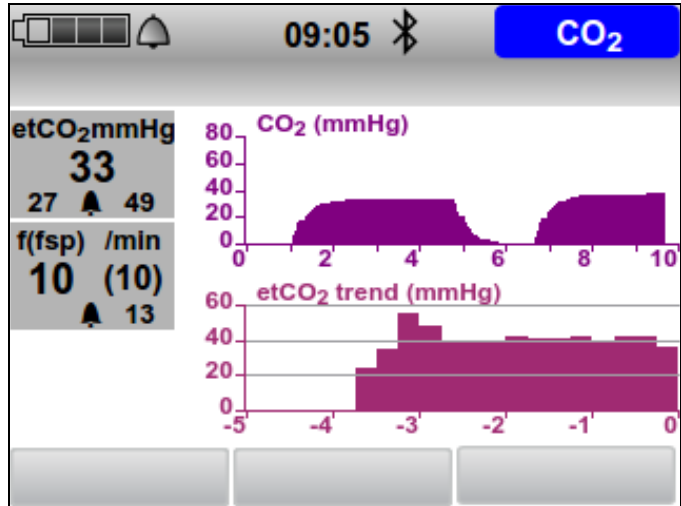 09:05 CO₂
etCO₂mmHg
33
27 49
f(fsp) /min
10 (10)
13
CO₂ (mmHg)
80
60
40
20
0
0 2 4 6 8 10
etCO₂ trend (mmHg)
60
40
20
0
-5 -4 -3 -2 -1 0